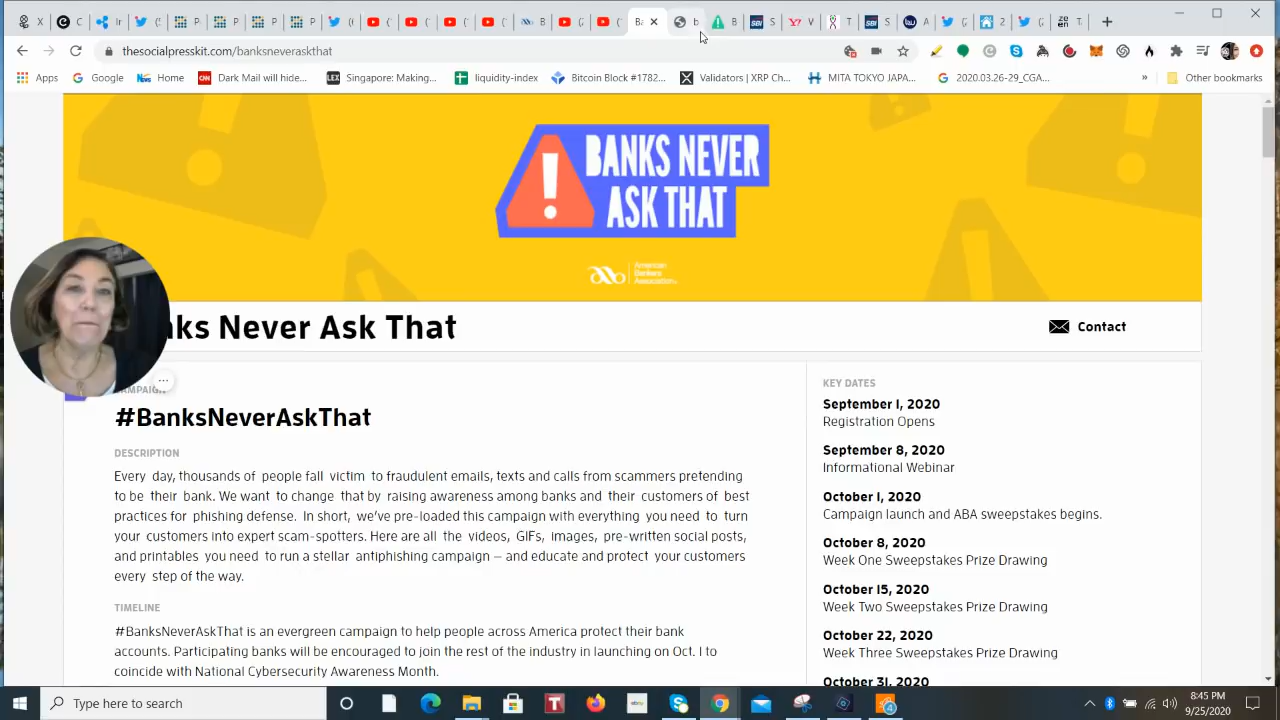 thesocialpresskit.com/banksneveraskthat
Apps
Google
Home
Dark Mail will hide...
Singapore: Making...
liquidity-index
Bitcoin Block #1782...
Validators | XRP Ch...
MITA TOKYO JAPA...
2020.03.26-29_CGA...
Other bookmarks
BANKS NEVER
ASK THAT
American
Bankers
Association
nks Never Ask That
Contact
#BanksNeverAskThat
DESCRIPTION
Every day, thousands of people fall victim to fraudulent emails, texts and calls from scammers pretending
to be their bank. We want to change that by raising awareness among banks and their customers of best
practices for phishing defense. In short, we've pre-loaded this campaign with everything you need to turn
your customers into expert scam-spotters. Here are all the videos, GIFs, images, pre-written social posts,
and printables you need to run a stellar antiphishing campaign – and educate and protect your customers
every step of the way.
TIMELINE
#BanksNeverAskThat is an evergreen campaign to help people across America protect their bank
accounts. Participating banks will be encouraged to join the rest of the industry in launching on Oct. 1 to
coincide with National Cybersecurity Awareness Month.
KEY DATES
September 1, 2020
Registration Opens
September 8, 2020
Informational Webinar
October 1, 2020
Campaign launch and ABA sweepstakes begins.
October 8, 2020
Week One Sweepstakes Prize Drawing
October 15, 2020
Week Two Sweepstakes Prize Drawing
October 22, 2020
Week Three Sweepstakes Prize Drawing
October 31, 2020
Type here to search
8:45 PM
9/25/2020